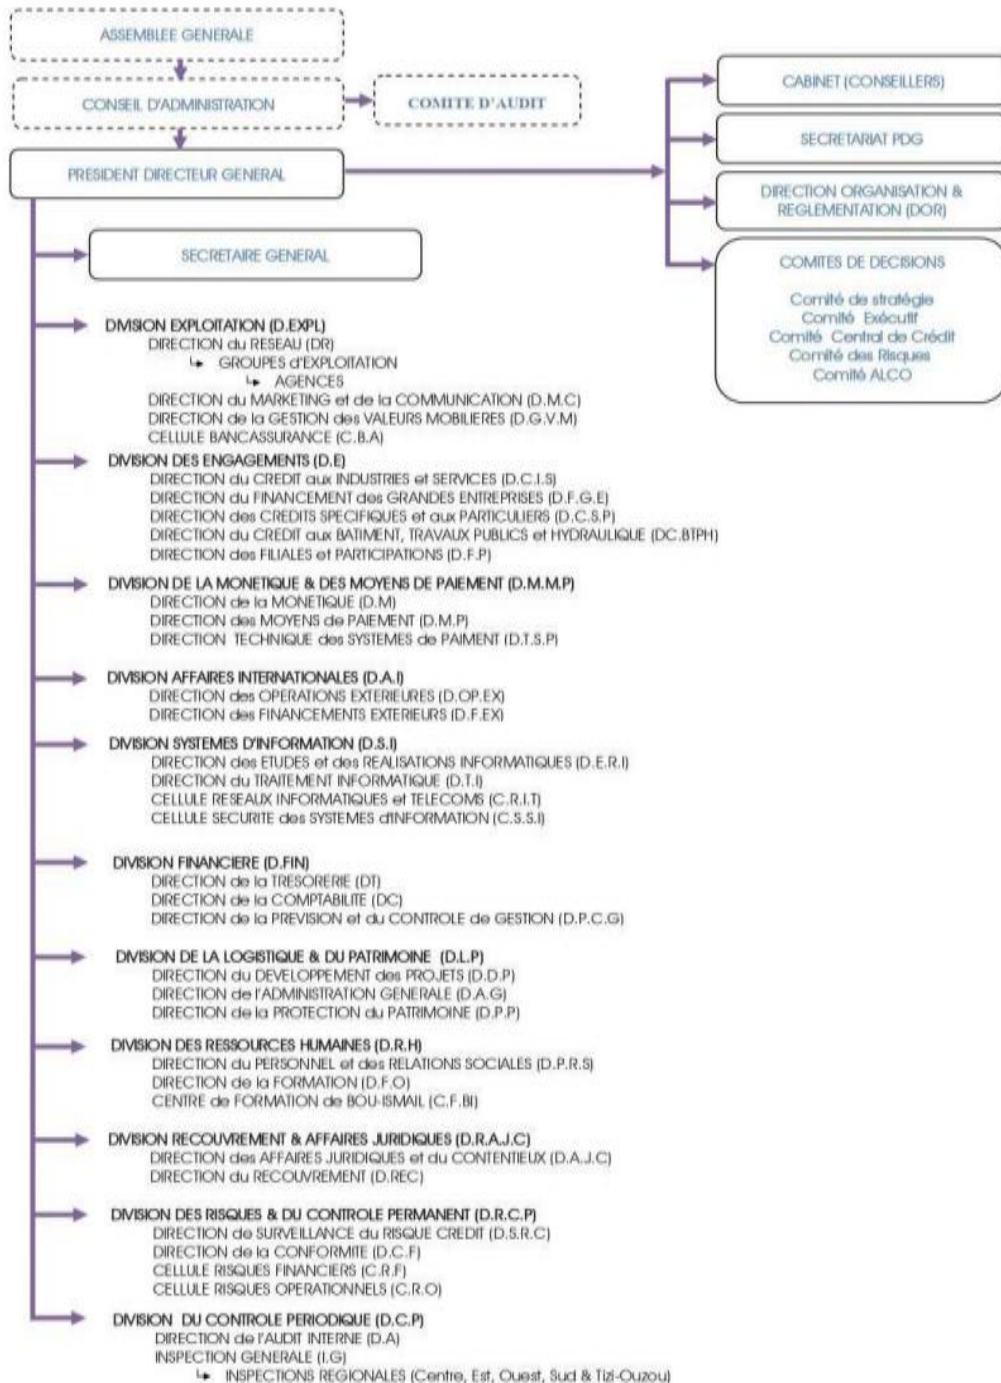 ASSEMBLEE GENERALE
CONSEIL D'ADMINISTRATION
COMITE D'AUDIT
PRESIDENT DIRECTEUR GENERAL
CABINET (CONSEILLERS)
SECRETARIAT PDG
DIRECTION ORGANISATION &
REGLEMENTATION (DOR)
COMITES DE DECISIONS
Comité de stratégie
Comité Exécutif
Comité Central de Crédit
Comité des Risques
Comité ALCO
SECRETAIRE GENERAL
DIVISION EXPLOITATION (D.EXPL)
DIRECTION du RESEAU (DR)
GROUPES d'EXPLOITATION
AGENCES
DIRECTION du MARKETING et de la COMMUNICATION (D.M.C)
DIRECTION de la GESTION des VALEURS MOBILIERES (D.G.V.M)
CELLULE BANCASSURANCE (C.B.A)
DIVISION DES ENGAGEMENTS (D.E)
DIRECTION du CREDIT aux INDUSTRIES et SERVICES (D.C.I.S)
DIRECTION du FINANCEMENT des GRANDES ENTREPRISES (D.F.G.E)
DIRECTION des CREDITS SPECIFIQUES et aux PARTICULIERS (D.C.S.P)
DIRECTION du CREDIT aux BATIMENT, TRAVAUX PUBLICS et HYDRAULIQUE (DC.BTPH)
DIRECTION des FILIALES et PARTICIPATIONS (D.F.P)
DIVISION DE LA MONETIQUE & DES MOYENS DE PAIEMENT (D.M.M.P)
DIRECTION de la MONETIQUE (D.M)
DIRECTION des MOYENS de PAIEMENT (D.M.P)
DIRECTION TECHNIQUE des SYSTEMES de PAIMENT (D.T.S.P)
DIVISION AFFAIRES INTERNATIONALES (D.A.I)
DIRECTION des OPERATIONS EXTERIEURES (D.OP.EX)
DIRECTION des FINANCEMENTS EXTERIEURS (D.F.EX)
DIVISION SYSTEMES D'INFORMATION (D.S.I)
DIRECTION des ETUDES et des REALISATIONS INFORMATIQUES (D.E.R.I)
DIRECTION du TRAITEMENT INFORMATIQUE (D.T.I)
CELLULE RESEAUX INFORMATIQUES et TELECOMS (C.R.I.T)
CELLULE SECURITE des SYSTEMES d'INFORMATION (C.S.S.I)
DIVISION FINANCIERE (D.FIN)
DIRECTION de la TRESORERIE (DT)
DIRECTION de la COMPTABILITE (DC)
DIRECTION de la PREVISION et du CONTROLE de GESTION (D.P.C.G)
DIVISION DE LA LOGISTIQUE & DU PATRIMOINE (D.L.P)
DIRECTION du DEVELOPPEMENT des PROJETS (D.D.P)
DIRECTION de l'ADMINISTRATION GENERALE (D.A.G)
DIRECTION de la PROTECTION du PATRIMOINE (D.P.P)
DIVISION DES RESSOURCES HUMAINES (D.R.H)
DIRECTION du PERSONNEL et des RELATIONS SOCIALES (D.P.R.S)
DIRECTION de la FORMATION (D.F.O)
CENTRE de FORMATION de BOU-ISMAIL (C.F.BI)
DIVISION RECOUVREMENT & AFFAIRES JURIDIQUES (D.R.A.J.C)
DIRECTION des AFFAIRES JURIDIQUES et du CONTENTIEUX (D.A.J.C)
DIRECTION du RECOUVREMENT (D.REC)
DIVISION DES RISQUES & DU CONTROLE PERMANENT (D.R.C.P)
DIRECTION de SURVEILLANCE du RISQUE CREDIT (D.S.R.C)
DIRECTION de la CONFORMITE (D.C.F)
CELLULE RISQUES FINANCIERS (C.R.F)
CELLULE RISQUES OPERATIONNELS (C.R.O)
DIVISION DU CONTROLE PERIODIQUE (D.C.P)
DIRECTION de l'AUDIT INTERNE (D.A)
INSPECTION GENERALE (I.G)
INSPECTIONS REGIONALES (Centre, Est, Ouest, Sud & Tizi-Ouzou)